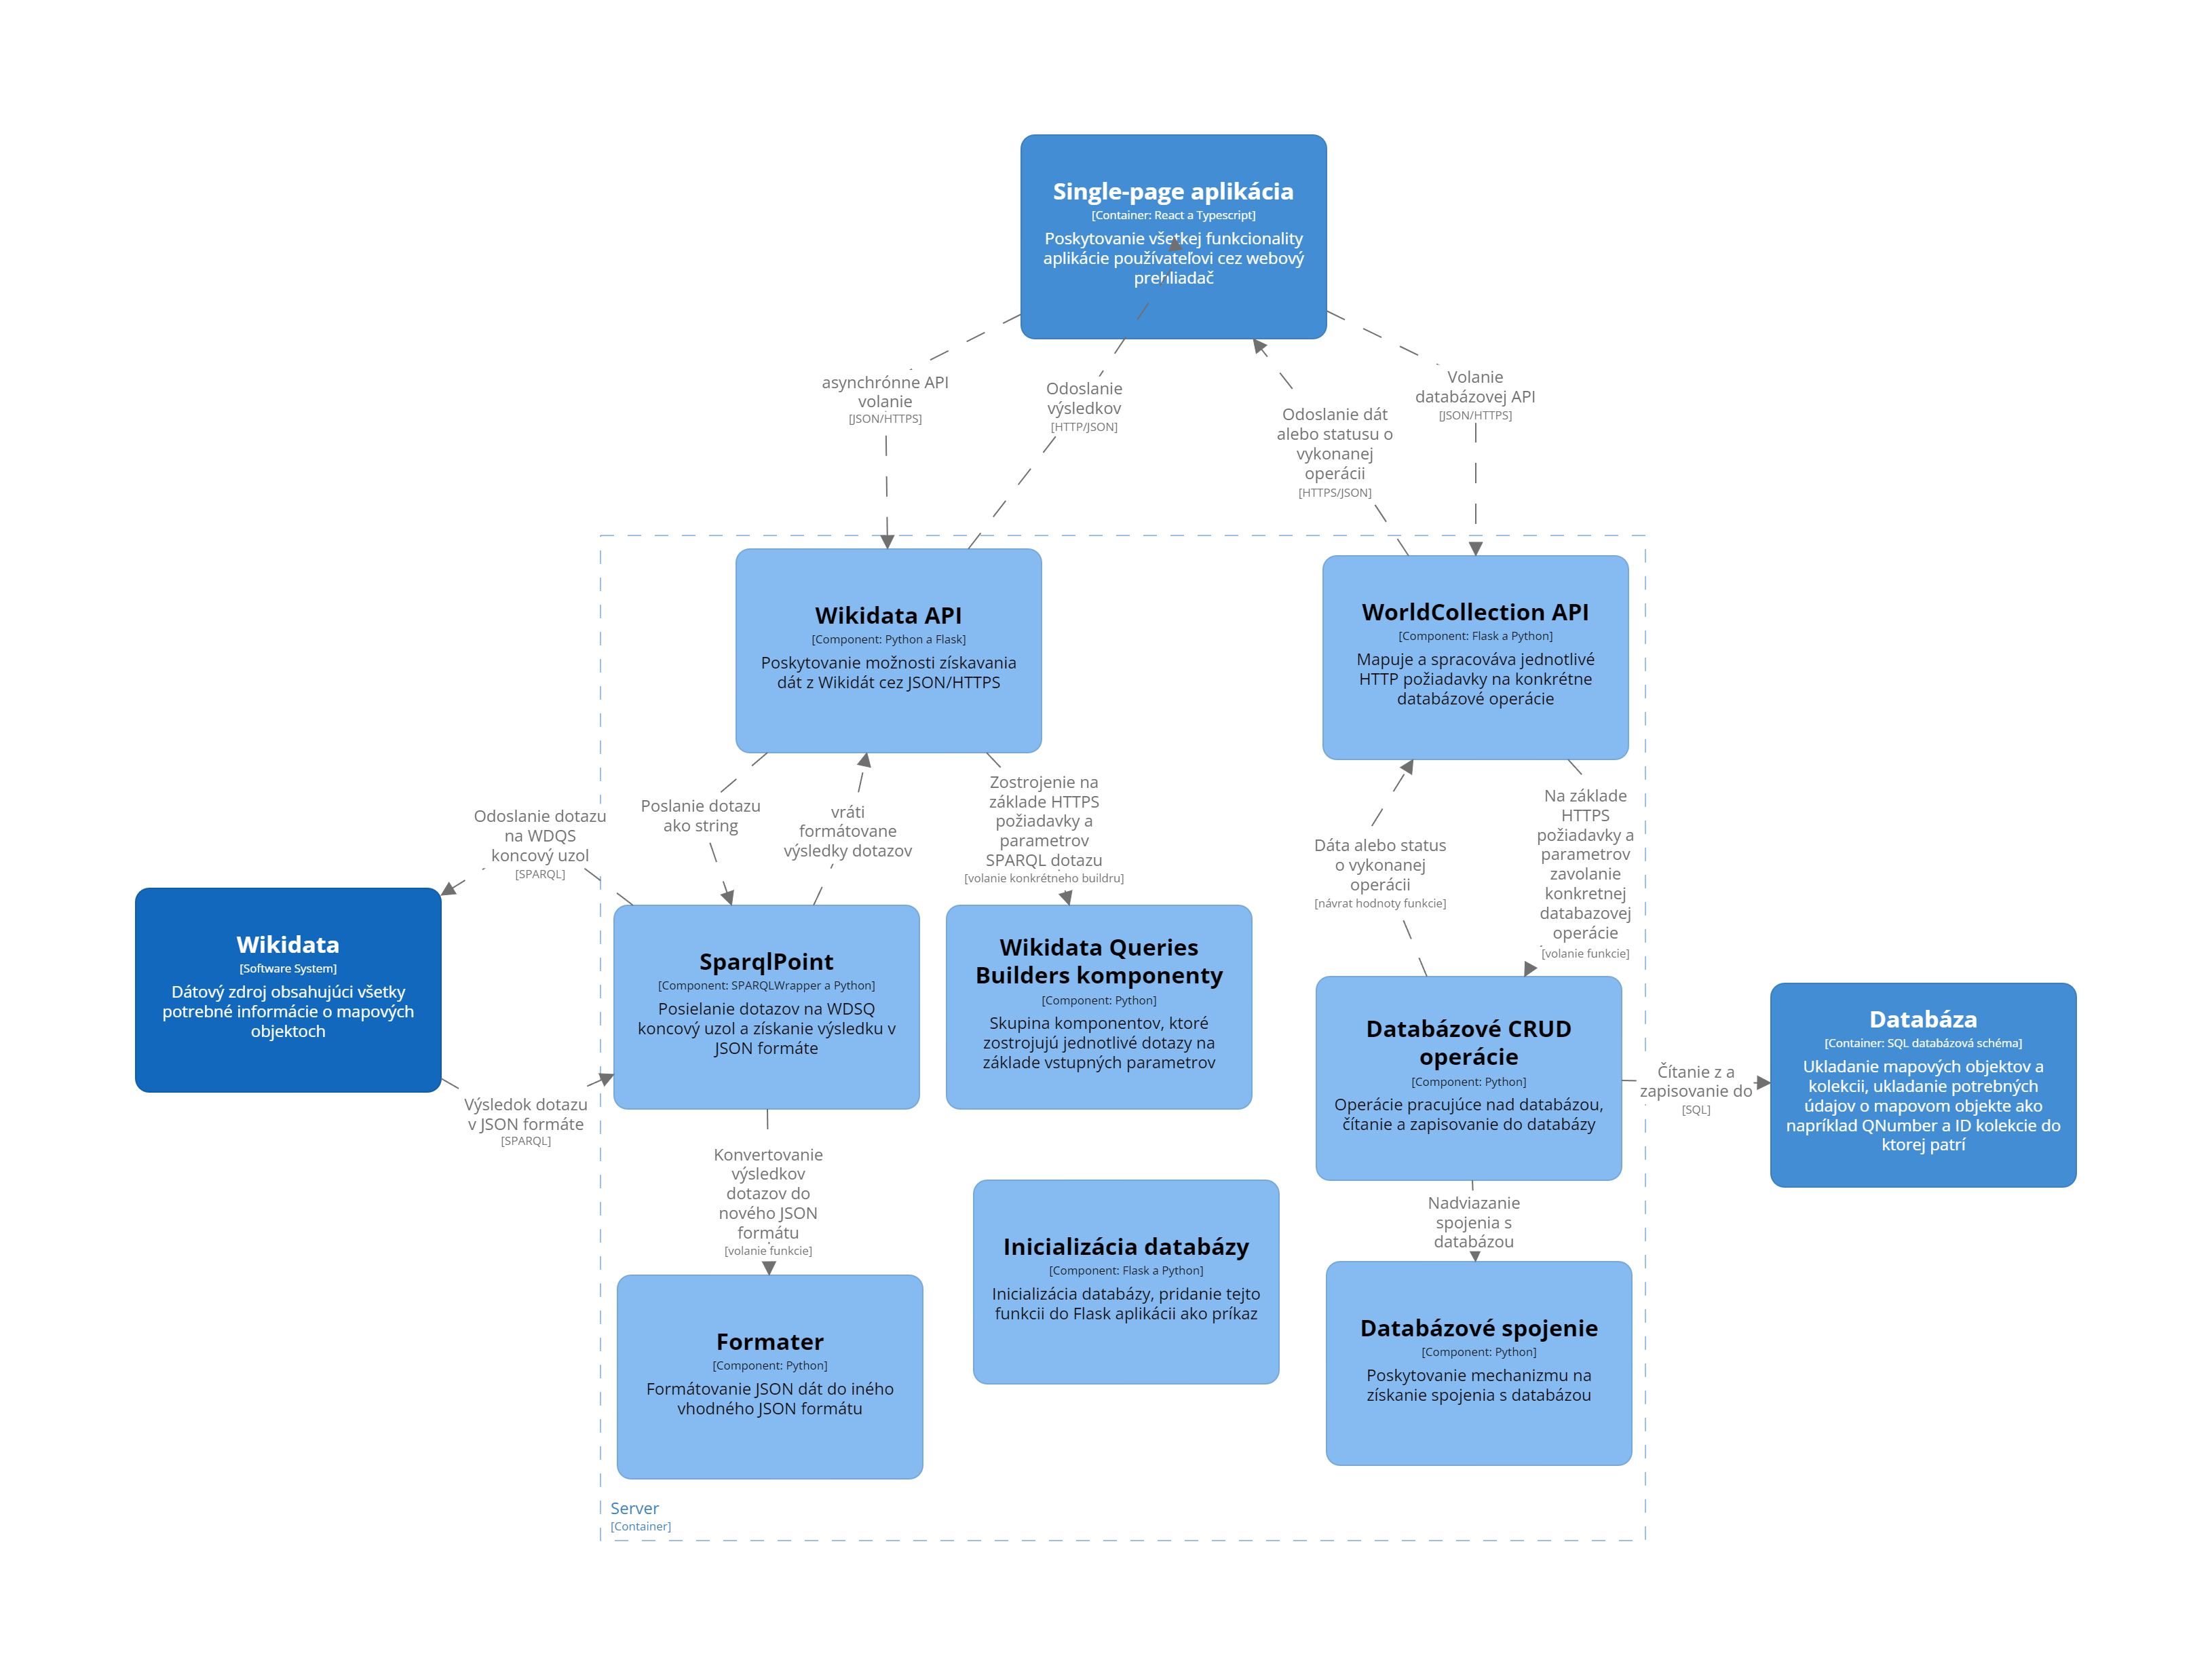 Single-page aplikácia
[Container: React a Typescript]
Poskytovanie všetkej funkcionality
aplikácie používateľovi cez webový
prehliadač
asynchrónne API
volanie
[JSON/HTTPS]
Odoslanie
výsledkov
[HTTP/JSON]
Odoslanie dát
alebo statusu o
vykonanej
operácii
[HTTPS/JSON]
Volanie
databázovej API
[JSON/HTTPS]
Wikidata API
[Component: Python a Flask]
Poskytovanie možnosti získavania
dát z Wikidát cez JSON/HTTPS
WorldCollection API
[Component: Flask a Python]
Mapuje a spracováva jednotlivé
HTTP požiadavky na konkrétne
databázové operácie
Odoslanie dotazu
na WDQS
koncový uzol
[SPARQL]
Poslanie dotazu
ako string
vráti
formátovane
výsledky dotazov
Zostrojenie na
základe HTTPS
požiadavky a
parametrov
SPARQL dotazu
[volanie konkrétneho buildru]
Dáta alebo status
o vykonanej
operácii
[návrat hodnoty funkcie]
Na základe
HTTPS
požiadavky a
parametrov
zavolanie
konkretnej
databazovej
operácie
[volanie funkcie]
Wikidata
[Software System]
Dátový zdroj obsahujúci všetky
potrebné informácie o mapových
objektoch
SparqlPoint
[Component: SPARQLWrapper a Python]
Posielanie dotazov na WDSQ
koncový uzol a získanie výsledku v
JSON formáte
Wikidata Queries
Builders komponenty
[Component: Python]
Skupina komponentov, ktoré
zostrojujú jednotlivé dotazy na
základe vstupných parametrov
Databázové CRUD
operácie
[Component: Python]
Operácie pracujúce nad databázou,
čítanie a zapisovanie do databázy
Čítanie z a
zapisovanie do
[SQL]
Databáza
[Container: SQL databázová schéma]
Ukladanie mapových objektov a
kolekcii, ukladanie potrebných
údajov o mapovom objekte ako
napríklad QNumber a ID kolekcie do
ktorej patrí
Výsledok dotazu
v JSON formáte
[SPARQL]
Konvertovanie
výsledkov
dotazov do
nového JSON
formátu
[volanie funkcie]
Inicializácia databázy
[Component: Flask a Python]
Inicializácia databázy, pridanie tejto
funkcii do Flask aplikácii ako príkaz
Nadviazanie
spojenia s
databázou
Formater
[Component: Python]
Formátovanie JSON dát do iného
vhodného JSON formátu
Databázové spojenie
[Component: Python]
Poskytovanie mechanizmu na
získanie spojenia s databázou
Server
[Container]